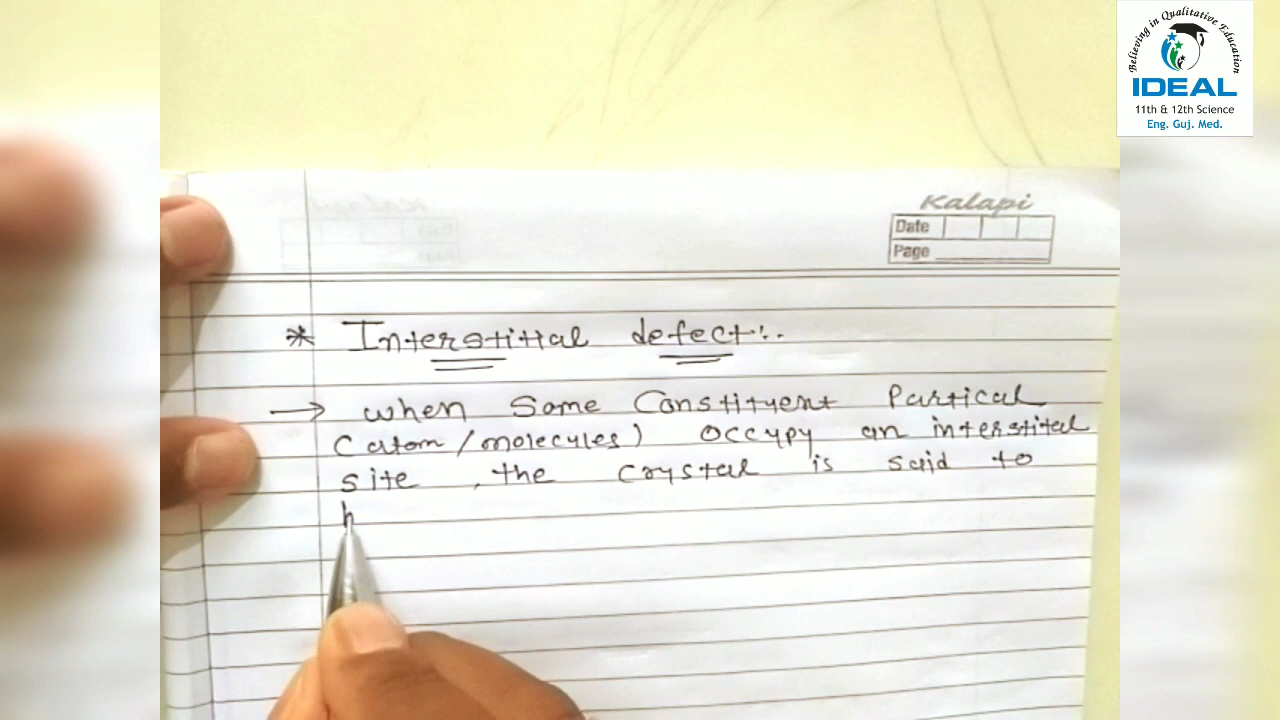 Believing in Qualitative Education
IDEAL
11th & 12th Science
Eng. Guj. Med.
Kalapi
Date
Page
* Interstitial defect:.
→ when Some Constituent Partical
(atom/molecules) occupy an interstital
site, the crystal is said to
h